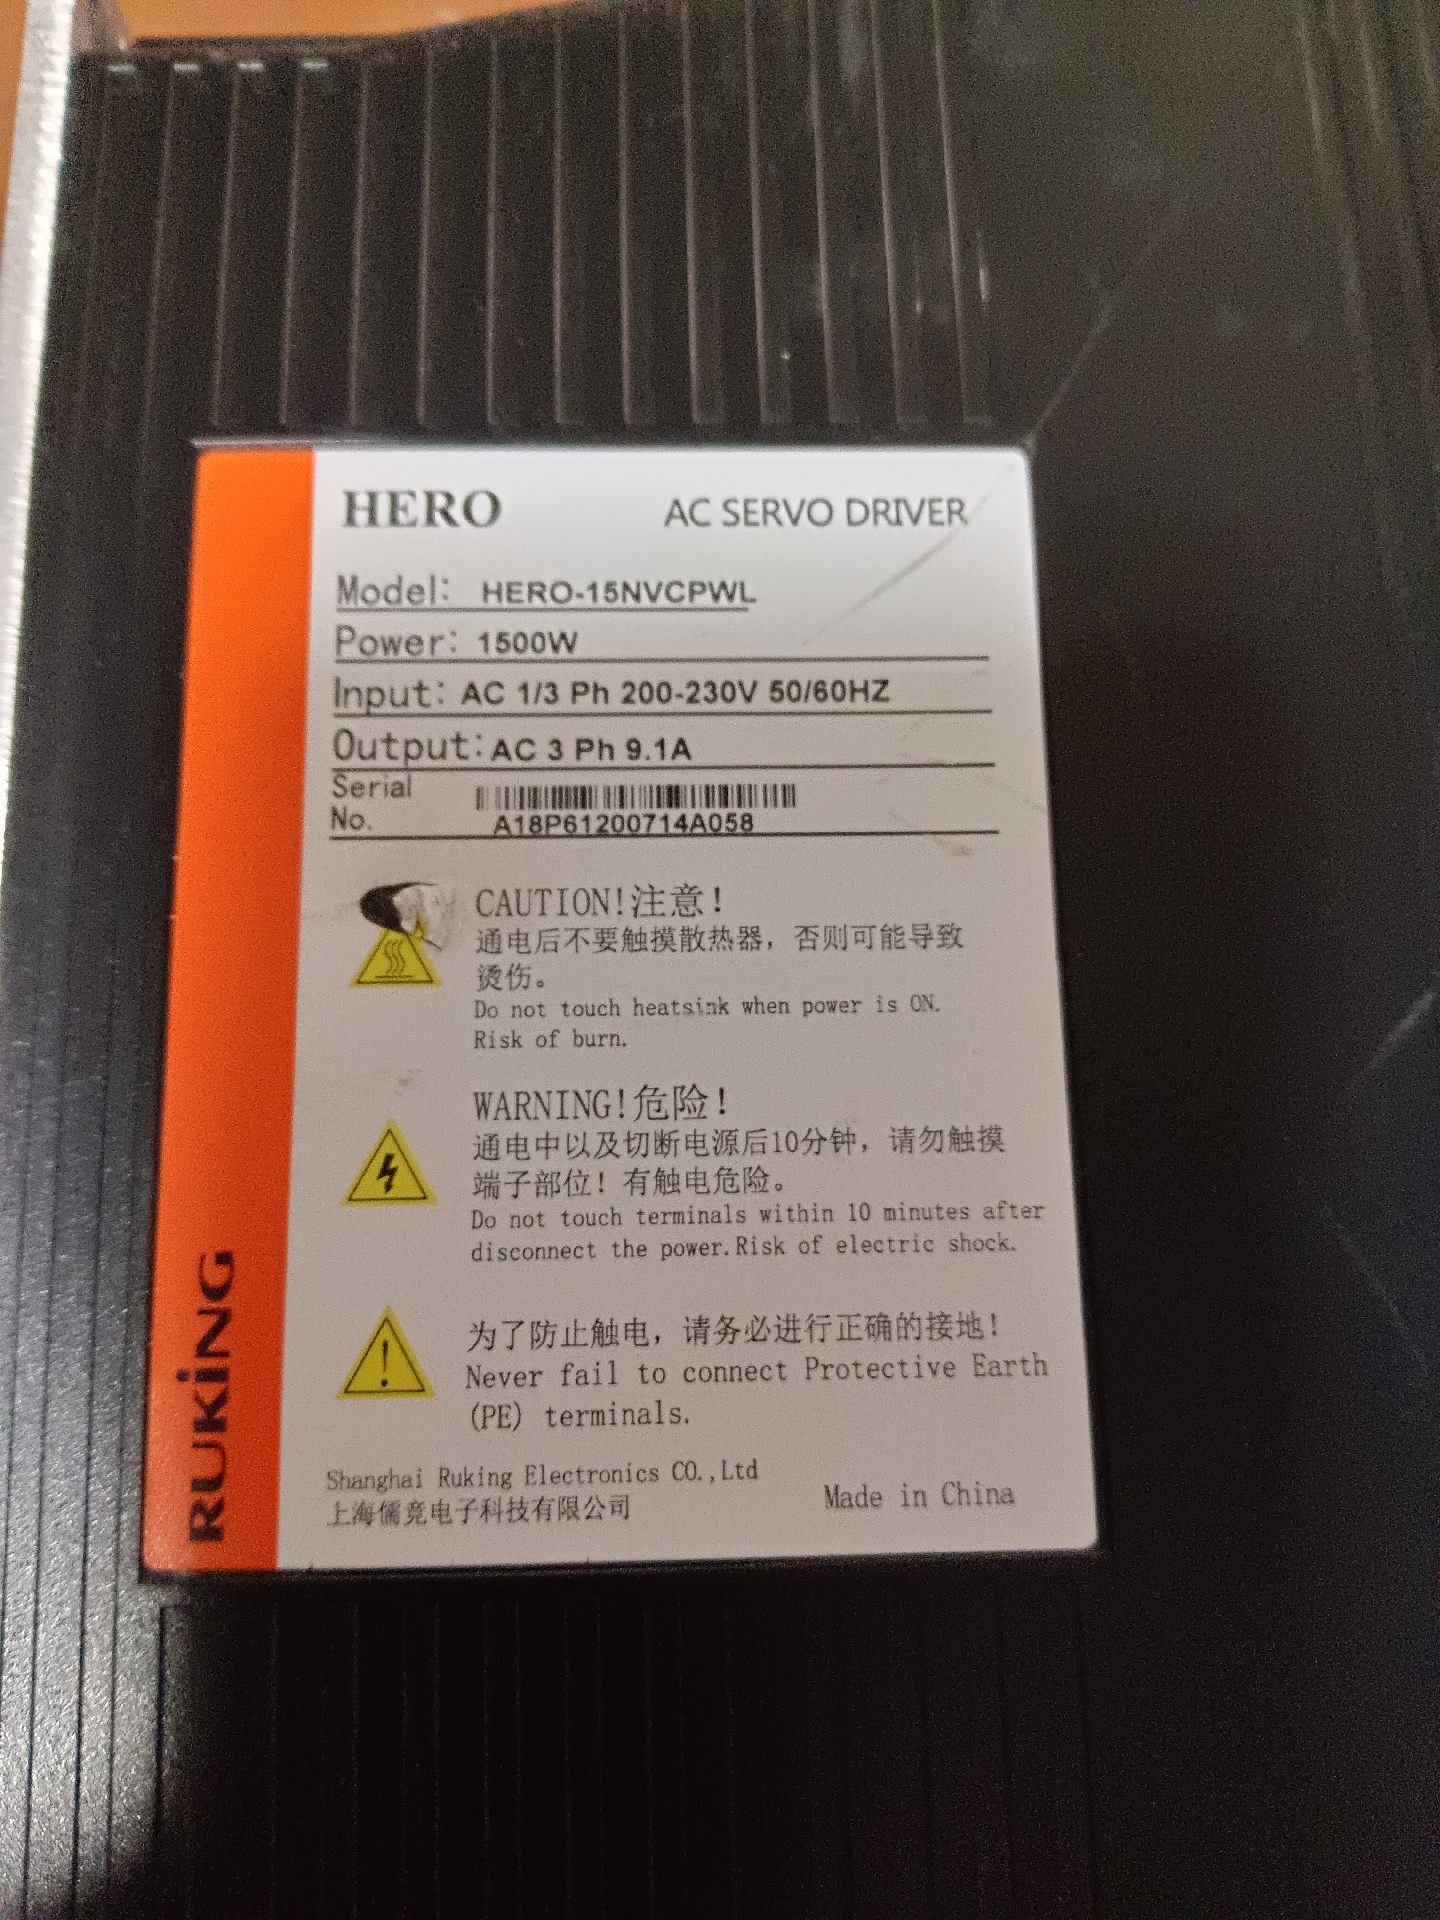 HERO AC SERVO DRIVER
Model: HERO-15NVCPWL
Power: 1500W
Input: AC 1/3 Ph 200-230V 50/60HZ
Output: AC 3 Ph 9.1A
Serial
No. A18P61200714A058
CAUTION!注意!
通电后不要触摸散热器，否则可能导致
烫伤。
Do not touch heatsink when power is ON.
Risk of burn.
WARNING!危险!
通电中以及切断电源后10分钟，请勿触摸
端子部位！有触电危险。
Do not touch terminals within 10 minutes after
disconnect the power.Risk of electric shock.
为了防止触电，请务必进行正确的接地!
Never fail to connect Protective Earth
(PE) terminals.
Shanghai Ruking Electronics CO.,Ltd
上海儒竞电子科技有限公司
Made in China
RUKING